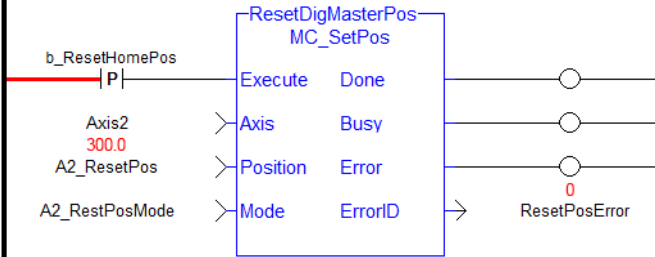 ResetDigMasterPos
MC_SetPos
b_ResetHomePos
P
Execute Done
Axis2
Axis Busy
300.0
A2_ResetPos
Position Error
0
A2_RestPosMode
Mode ErrorID
ResetPosError